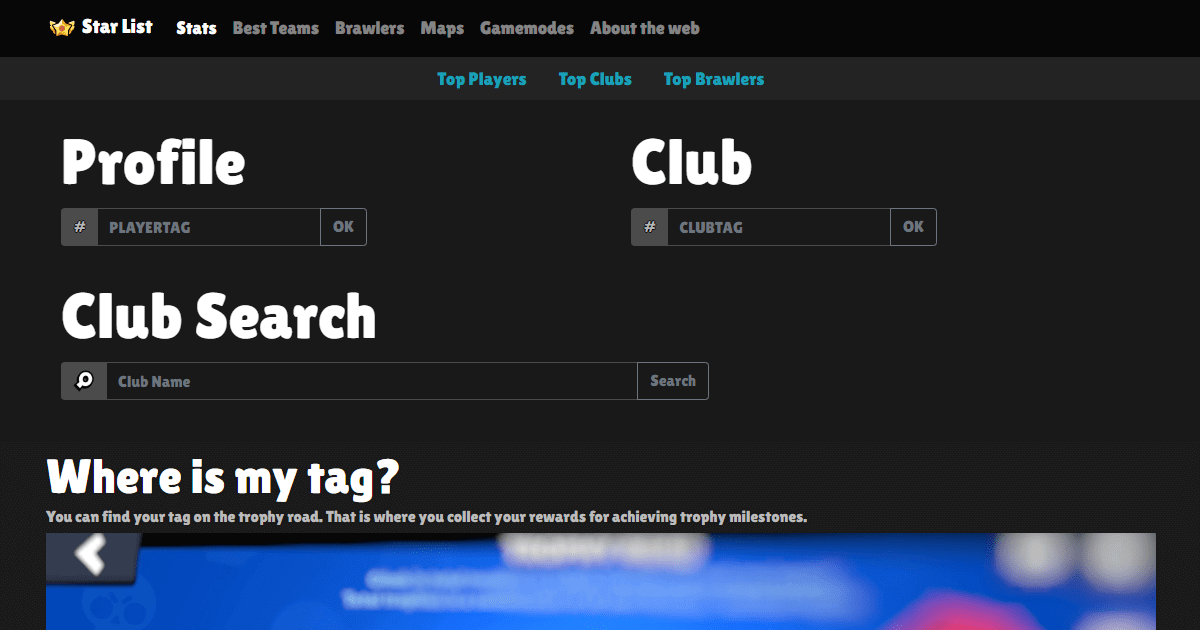 Star List Stats Best Teams Brawlers Maps Gamemodes About the web
Top Players Top Clubs Top Brawlers
Profile
# PLAYERTAG OK
Club
# CLUBTAG OK
Club Search
Club Name Search
Where is my tag?
You can find your tag on the trophy road. That is where you collect your rewards for achieving trophy milestones.